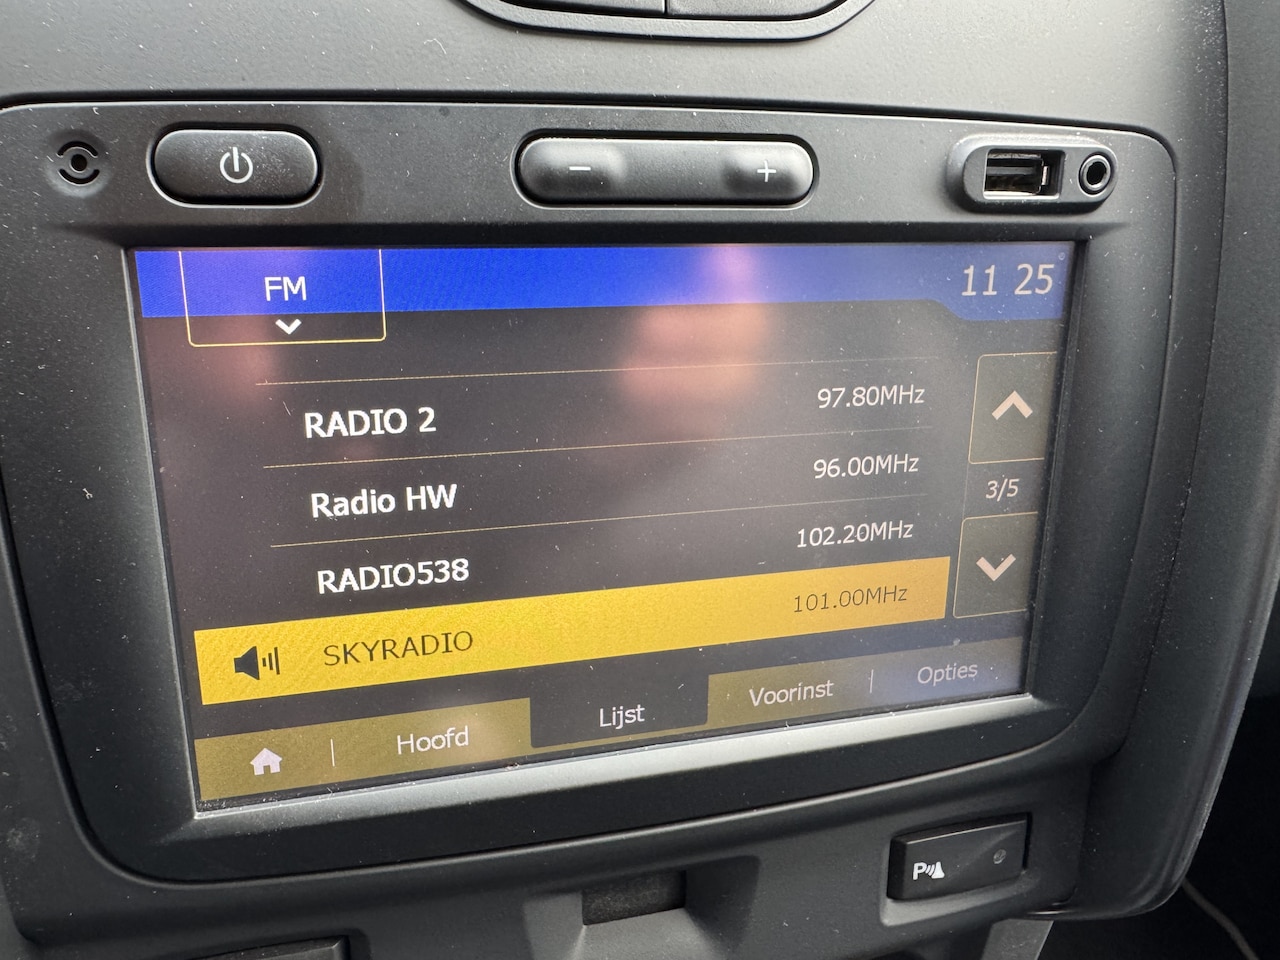 FM
11 25
RADIO 2 97.80MHz
Radio HW 96.00MHz
RADIO538 102.20MHz
SKYRADIO 101.00MHz
3/5
Hoofd Lijst Voorinst Opties
P